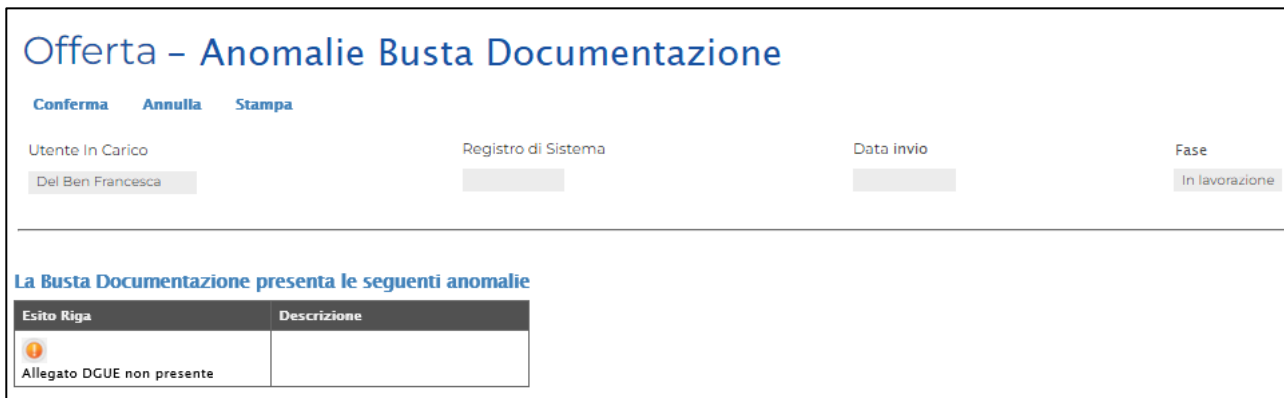 Offerta – Anomalie Busta Documentazione
Conferma Annulla Stampa
Utente In Carico Registro di Sistema Data invio Fase
Del Ben Francesca In lavorazione
La Busta Documentazione presenta le seguenti anomalie
Esito Riga Descrizione
Allegato DGUE non presente